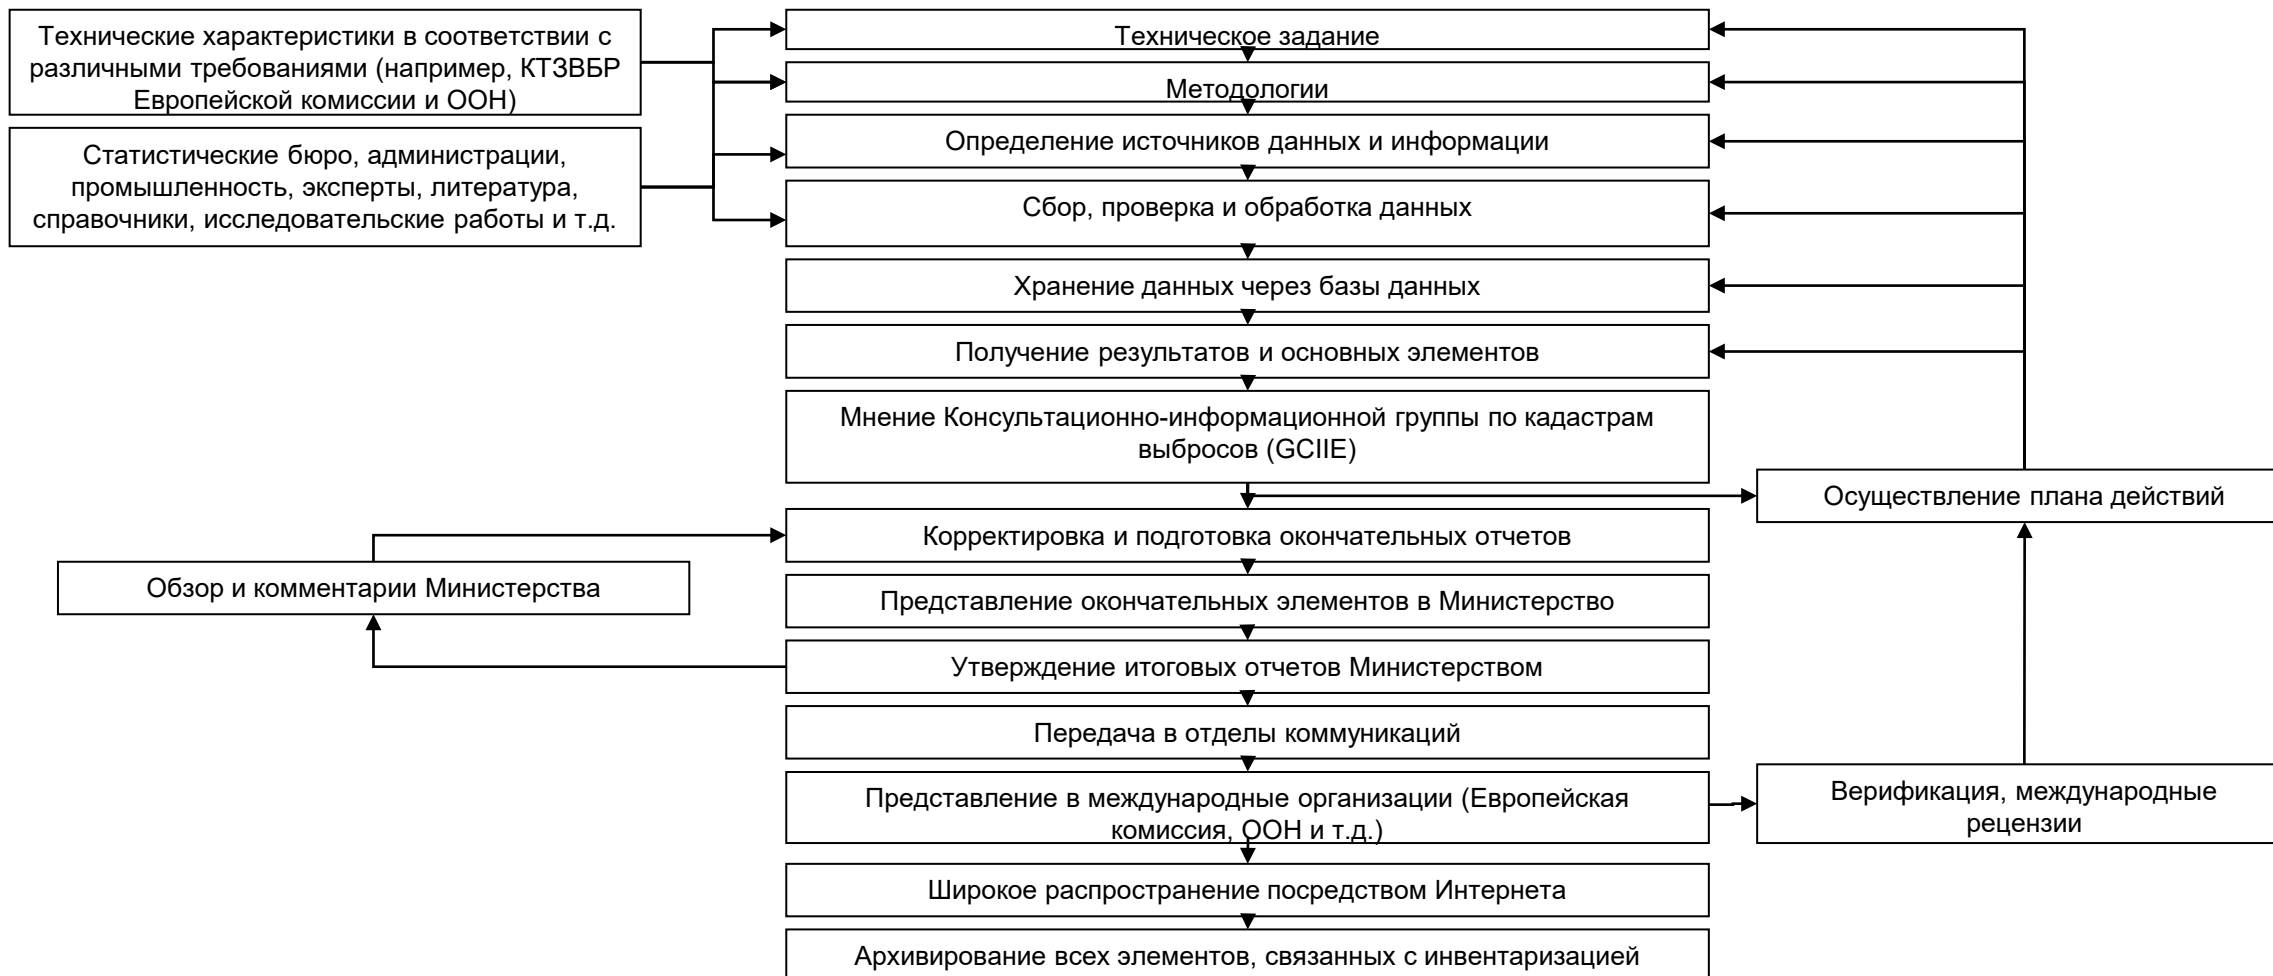 Технические характеристики в соответствии с
различными требованиями (например, КТЗВБР
Европейской комиссии и ООН)
Статистические бюро, администрации,
промышленность, эксперты, литература,
справочники, исследовательские работы и т.д.
Техническое задание
Методологии
Определение источников данных и информации
Сбор, проверка и обработка данных
Хранение данных через базы данных
Получение результатов и основных элементов
Мнение Консультационно-информационной группы по кадастрам
выбросов (GCIIE)
Осуществление плана действий
Корректировка и подготовка окончательных отчетов
Обзор и комментарии Министерства
Представление окончательных элементов в Министерство
Утверждение итоговых отчетов Министерством
Передача в отделы коммуникаций
Представление в международные организации (Европейская
комиссия, ООН и т.д.)
Верификация, международные
рецензии
Широкое распространение посредством Интернета
Архивирование всех элементов, связанных с инвентаризацией